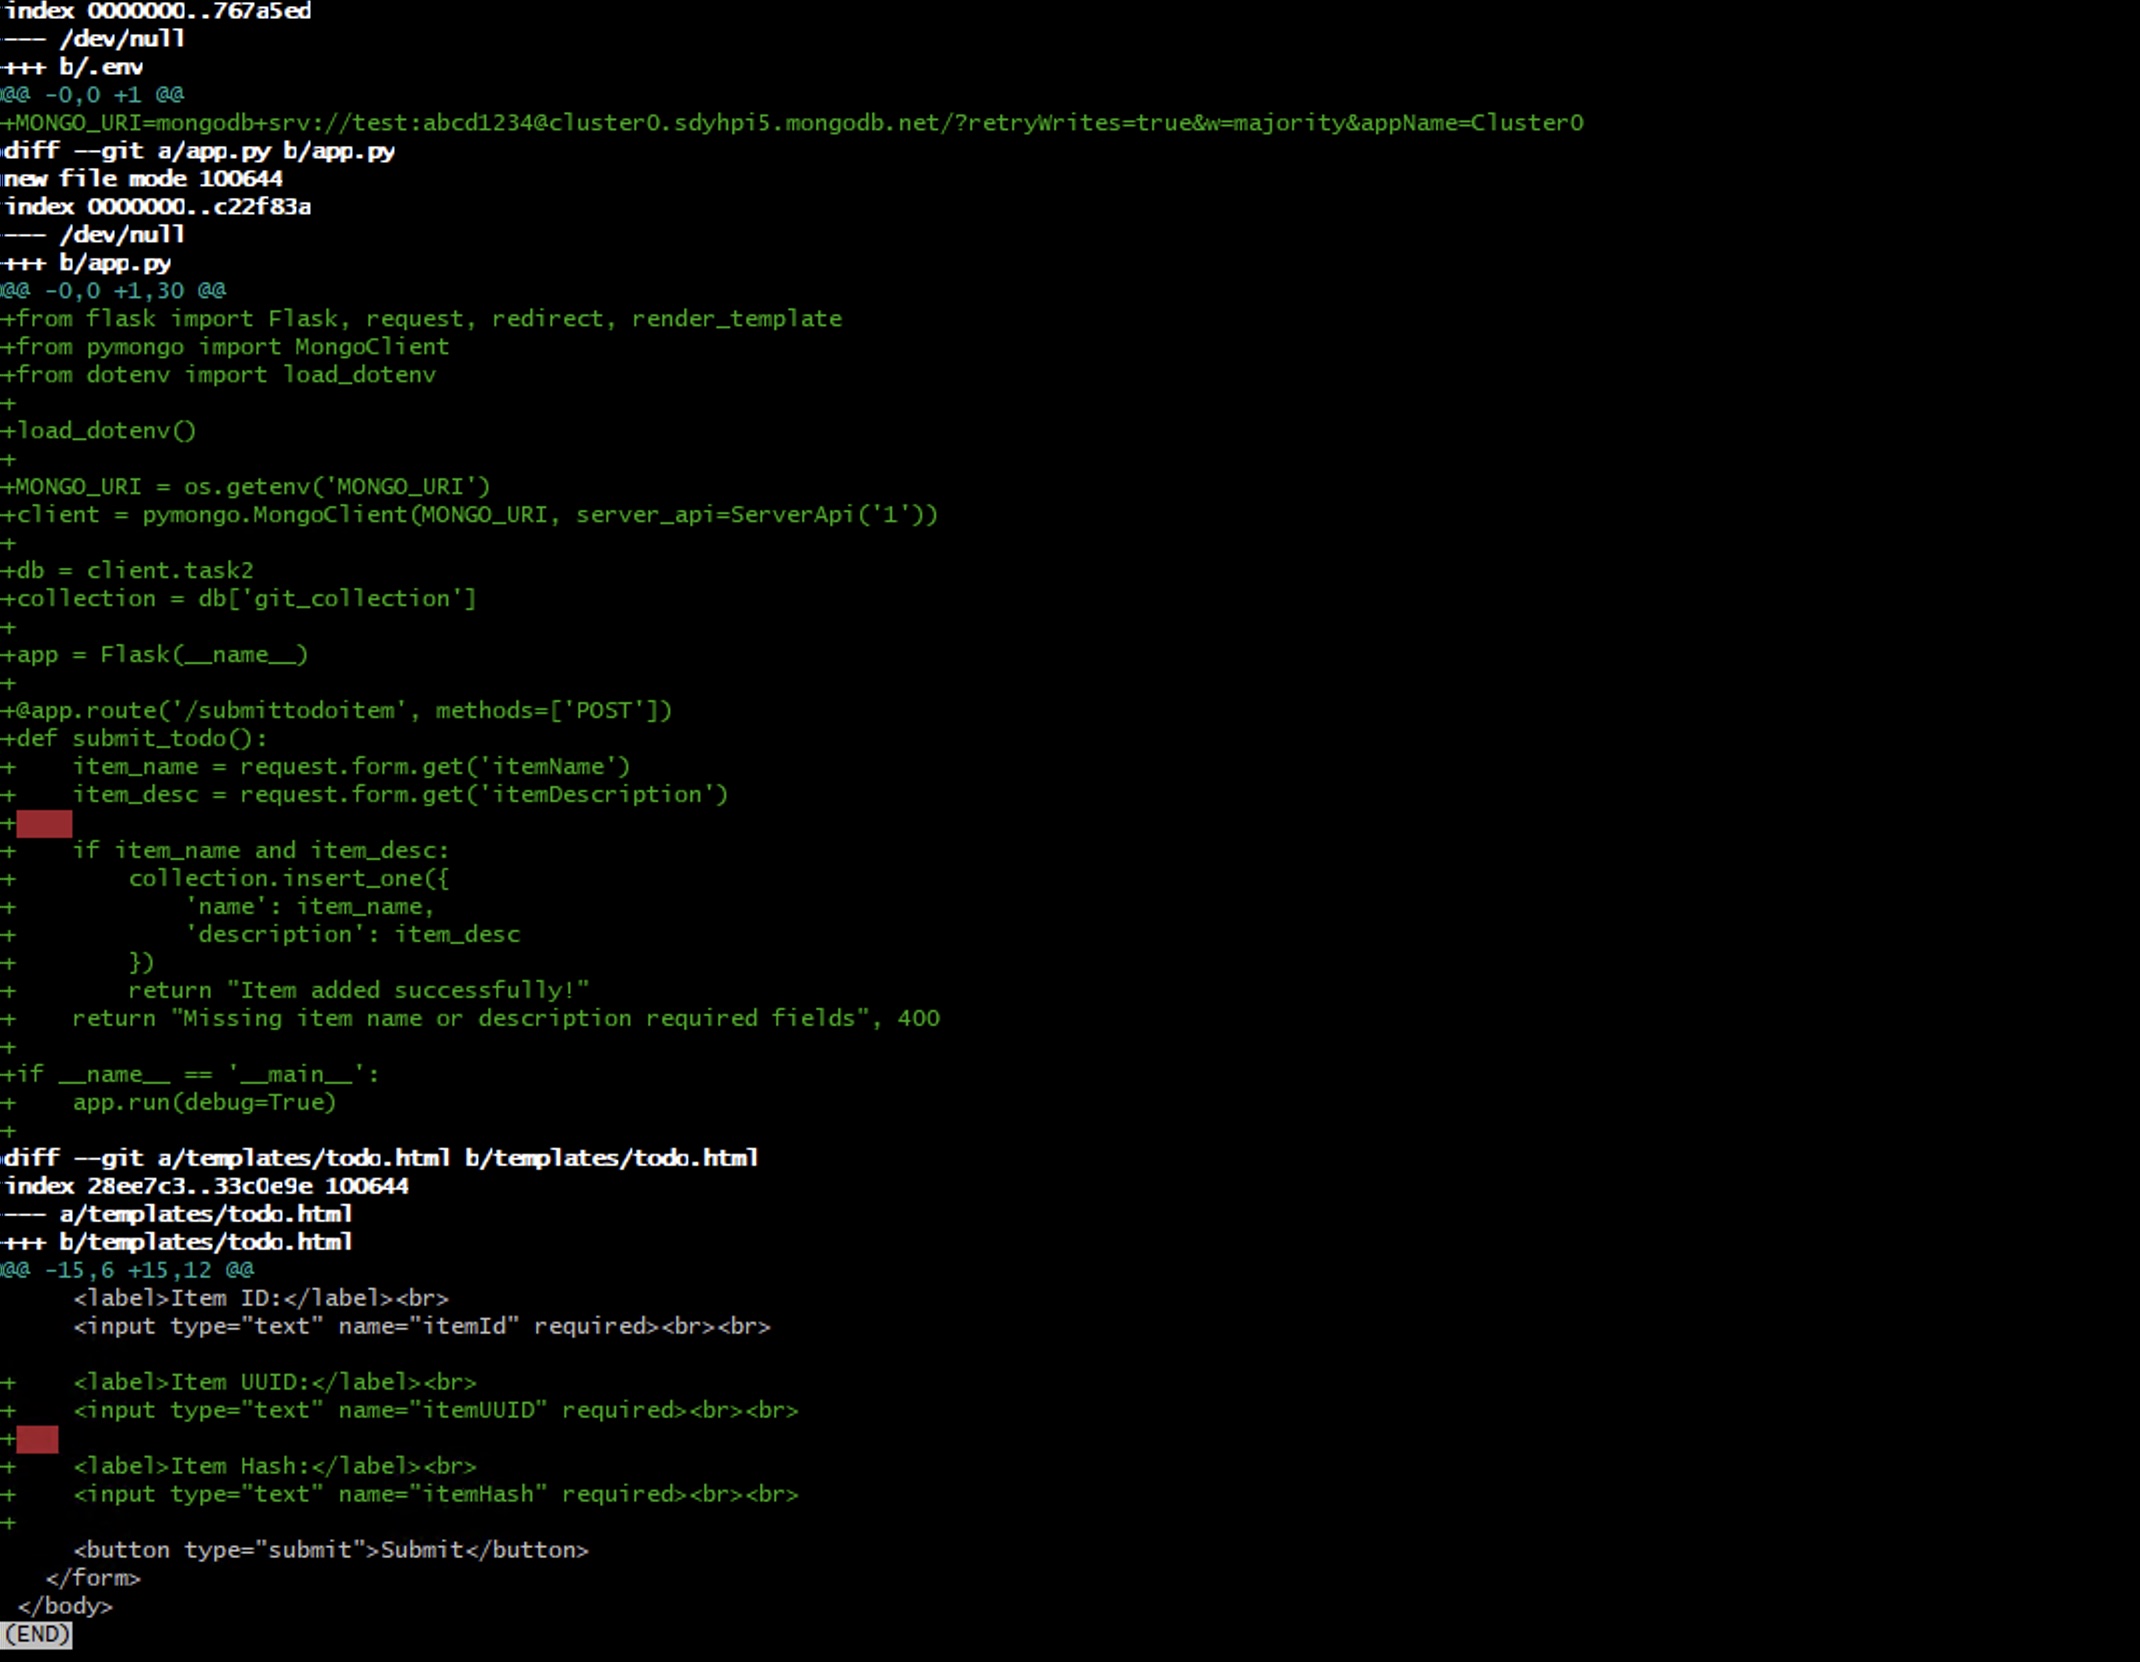 index 0000000..767a5ed
--- /dev/null
+++ b/.env
@@ -0,0 +1 @@
+MONGO_URI=mongodb+srv://test:abcd1234@cluster0.sdyhpi5.mongodb.net/?retryWrites=true&w=majority&appName=Cluster0
diff --git a/app.py b/app.py
new file mode 100644
index 0000000..c22f83a
--- /dev/null
+++ b/app.py
@@ -0,0 +1,30 @@
+from flask import Flask, request, redirect, render_template
+from pymongo import MongoClient
+from dotenv import load_dotenv
+
+load_dotenv()
+
+MONGO_URI = os.getenv('MONGO_URI')
+client = pymongo.MongoClient(MONGO_URI, server_api=ServerApi('1'))
+
+db = client.task2
+collection = db['git_collection']
+
+app = Flask(__name__)
+
+@app.route('/submittodoitem', methods=['POST'])
+def submit_todo():
+    item_name = request.form.get('itemName')
+    item_desc = request.form.get('itemDescription')
+
+    if item_name and item_desc:
+        collection.insert_one({
+            'name': item_name,
+            'description': item_desc
+        })
+        return "Item added successfully!"
+    return "Missing item name or description required fields", 400
+
+if __name__ == '__main__':
+    app.run(debug=True)
+
diff --git a/templates/todo.html b/templates/todo.html
index 28ee7c3..33c0e9e 100644
--- a/templates/todo.html
+++ b/templates/todo.html
@@ -15,6 +15,12 @@
     <label>Item ID:</label><br>
     <input type="text" name="itemId" required><br><br>

+    <label>Item UUID:</label><br>
+    <input type="text" name="itemUUID" required><br><br>
+
+    <label>Item Hash:</label><br>
+    <input type="text" name="itemHash" required><br><br>
+
     <button type="submit">Submit</button>
   </form>
 </body>
(END)